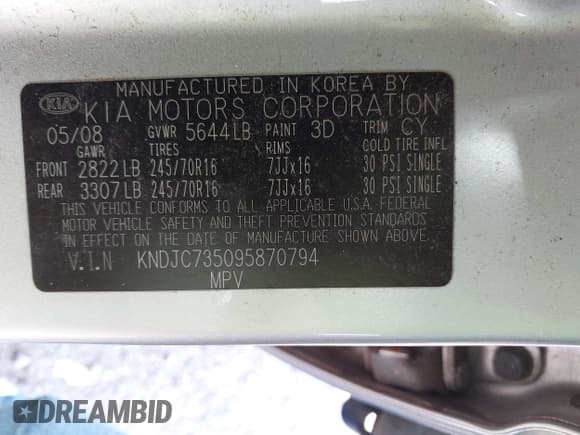 MANUFACTURED IN KOREA BY
KIA KIA MOTORS CORPORATION
05/08 GVWR 5644LB PAINT 3D TRIM CY
GAWR TIRES RIMS COLD TIRE INFL
FRONT 2822LB 245/70R16 7JJx16 30 PSI SINGLE
REAR 3307LB 245/70R16 7JJx16 30 PSI SINGLE
THIS VEHICLE CONFORMS TO ALL APPLICABLE U.S.A. FEDERAL
MOTOR VEHICLE SAFETY AND THEFT PREVENTION STANDARDS
IN EFFECT ON THE DATE OF MANUFACTURE SHOWN ABOVE.
V.I.N KNDJC735095870794
MPV
DREAMBID